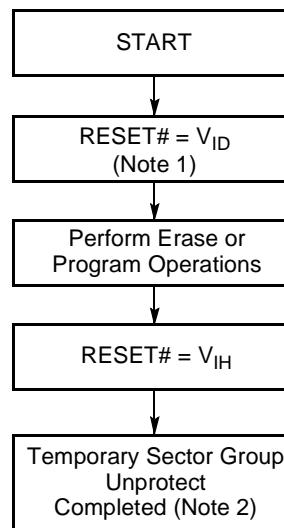 START
RESET# = V_ID
(Note 1)
Perform Erase or
Program Operations
RESET# = V_IH
Temporary Sector Group
Unprotect
Completed (Note 2)